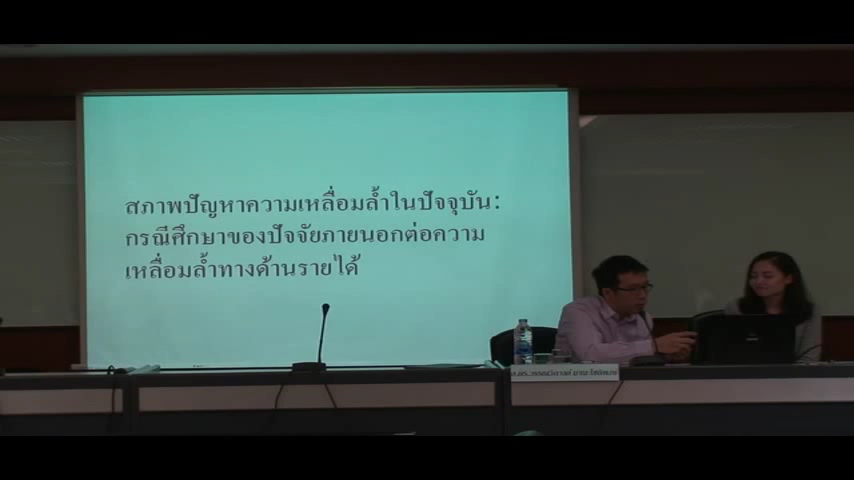 สภาพปัญหาความเหลื่อมล้ำในปัจจุบัน:
กรณีศึกษาของปัจจัยภายนอกต่อความ
เหลื่อมล้ำทางด้านรายได้